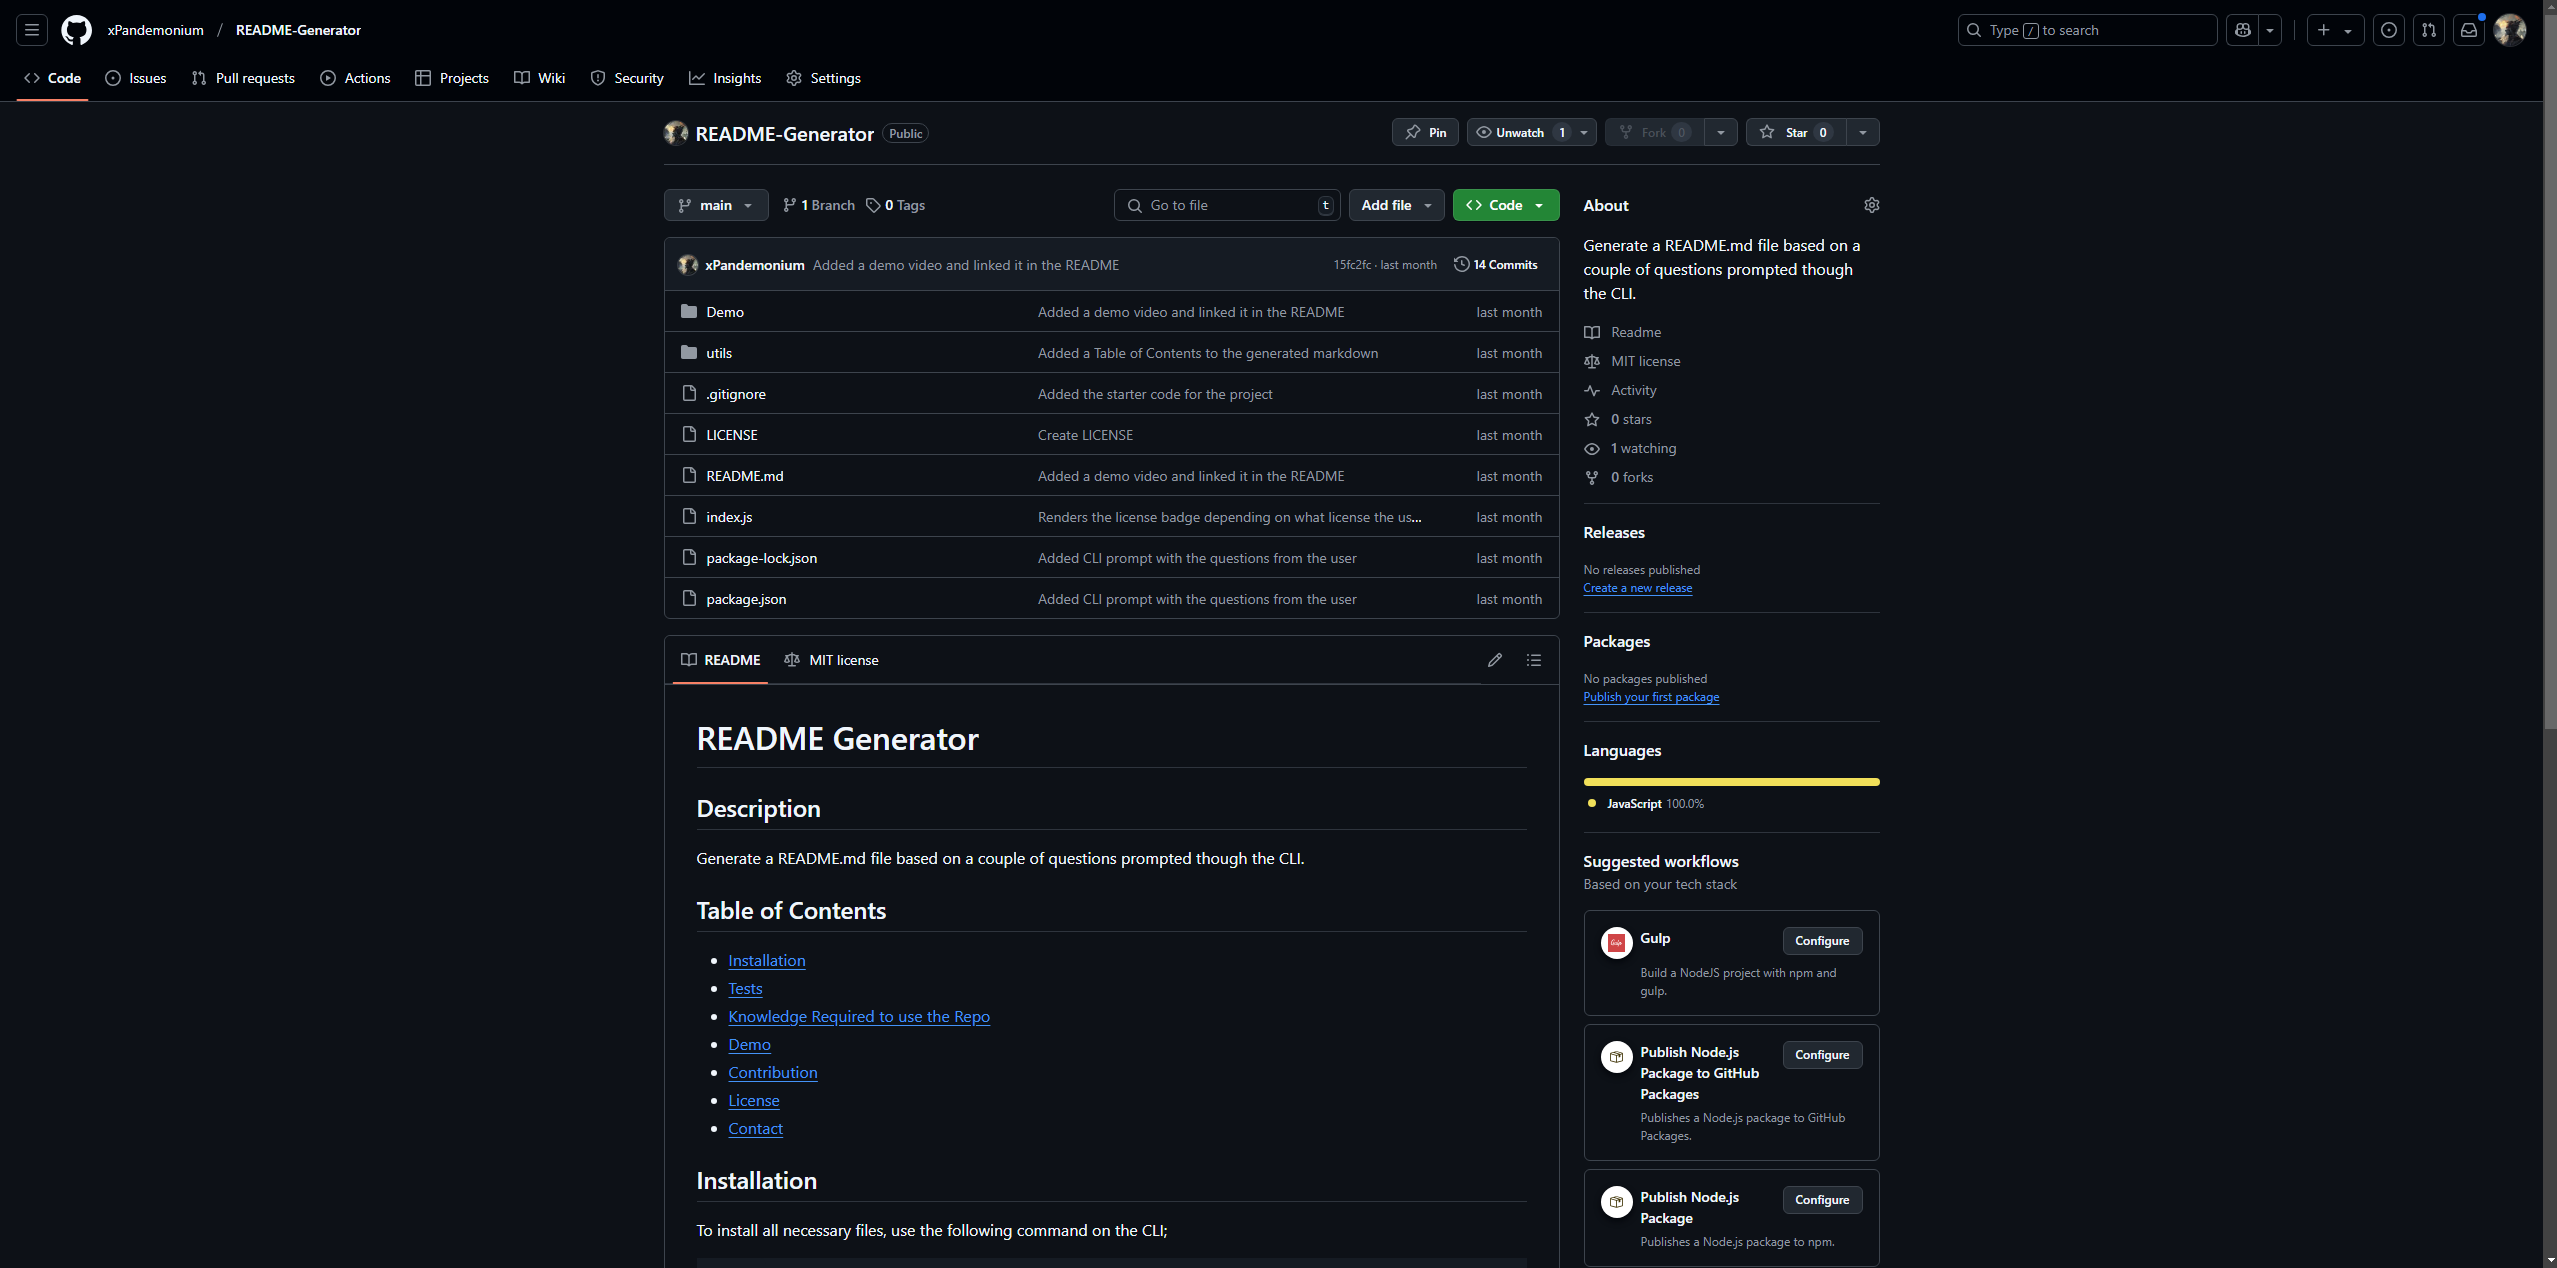 xPandemonium / README-Generator
Type / to search
Code
Issues
Pull requests
Actions
Projects
Wiki
Security
Insights
Settings
README-Generator Public
Pin
Unwatch 1
Fork 0
Star 0
main
1 Branch
0 Tags
Go to file t
Add file
Code
xPandemonium Added a demo video and linked it in the README 15fc2fc · last month 14 Commits
Demo Added a demo video and linked it in the README last month
utils Added a Table of Contents to the generated markdown last month
.gitignore Added the starter code for the project last month
LICENSE Create LICENSE last month
README.md Added a demo video and linked it in the README last month
index.js Renders the license badge depending on what license the us... last month
package-lock.json Added CLI prompt with the questions from the user last month
package.json Added CLI prompt with the questions from the user last month
README
MIT license
README Generator
Description
Generate a README.md file based on a couple of questions prompted though the CLI.
Table of Contents
• Installation
• Tests
• Knowledge Required to use the Repo
• Demo
• Contribution
• License
• Contact
Installation
To install all necessary files, use the following command on the CLI;
About
Generate a README.md file based on a
couple of questions prompted though
the CLI.
Readme
MIT license
Activity
0 stars
1 watching
0 forks
Releases
No releases published
Create a new release
Packages
No packages published
Publish your first package
Languages
JavaScript 100.0%
Suggested workflows
Based on your tech stack
Gulp
Configure
Build a NodeJS project with npm and
gulp.
Publish Node.js
Package to GitHub
Packages
Configure
Publishes a Node.js package to GitHub
Packages.
Publish Node.js
Package
Configure
Publishes a Node.js package to npm.